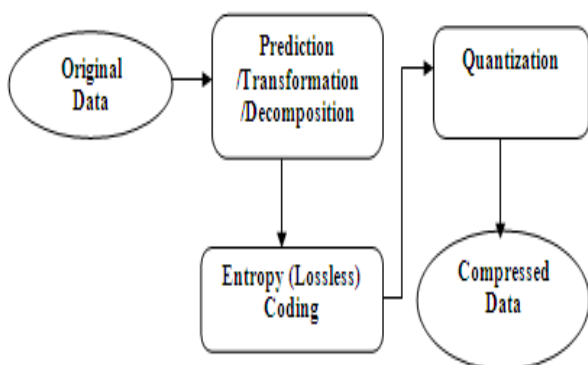 Original
Data
Prediction
/Transformation
/Decomposition
Entropy (Lossless)
Coding
Quantization
Compressed
Data